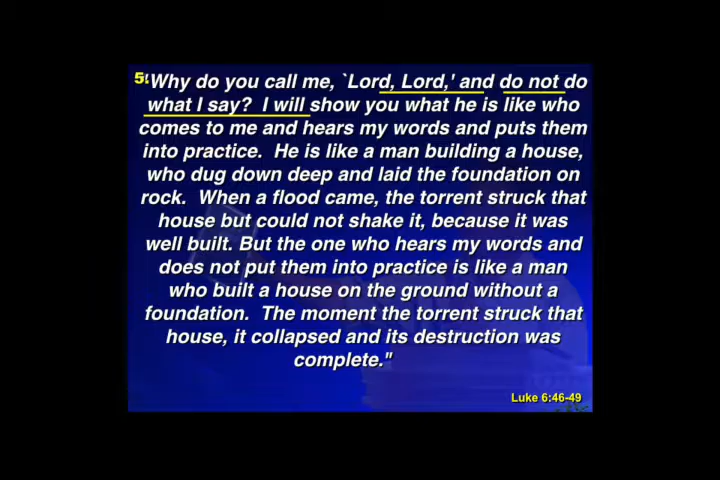 5. "Why do you call me, `Lord, Lord,' and do not do
what I say?  I will show you what he is like who
comes to me and hears my words and puts them
into practice.  He is like a man building a house,
who dug down deep and laid the foundation on
rock.  When a flood came, the torrent struck that
house but could not shake it, because it was
well built. But the one who hears my words and
does not put them into practice is like a man
who built a house on the ground without a
foundation.  The moment the torrent struck that
house, it collapsed and its destruction was
complete."
Luke 6:46-49